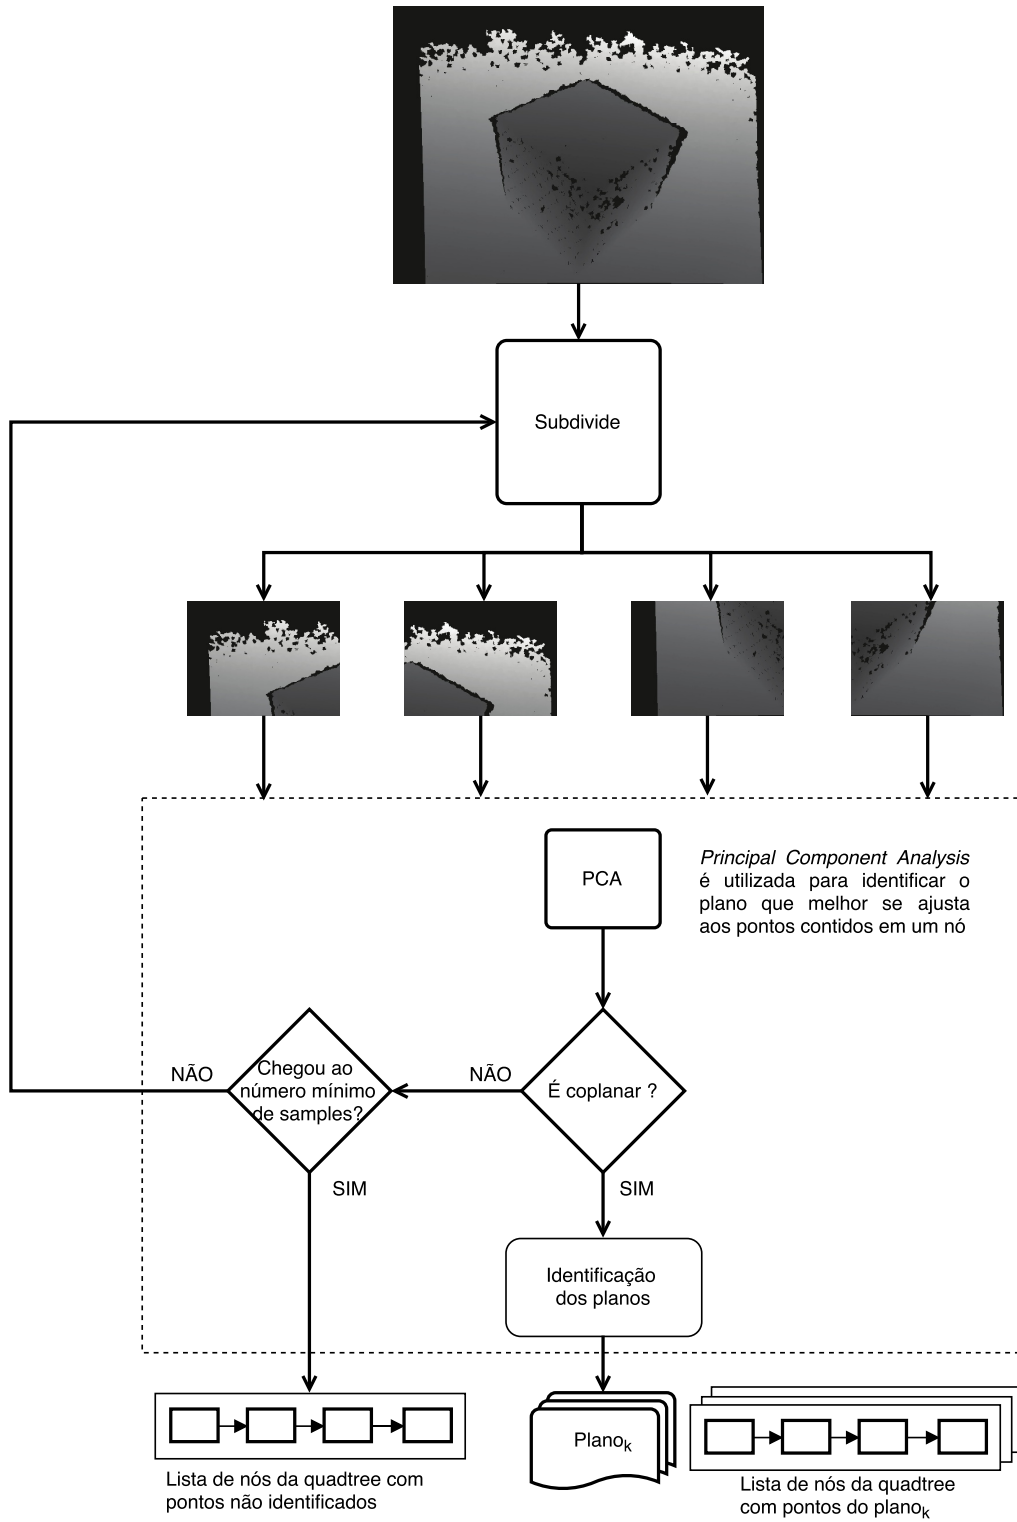 Subdivide
PCA
Principal Component Analysis
é utilizada para identificar o
plano que melhor se ajusta
aos pontos contidos em um nó
NÃO
Chegou ao
número mínimo
de samples?
NÃO
É coplanar ?
SIM
SIM
Identificação
dos planos
Planok
Lista de nós da quadtree com
pontos não identificados
Lista de nós da quadtree
com pontos do planok